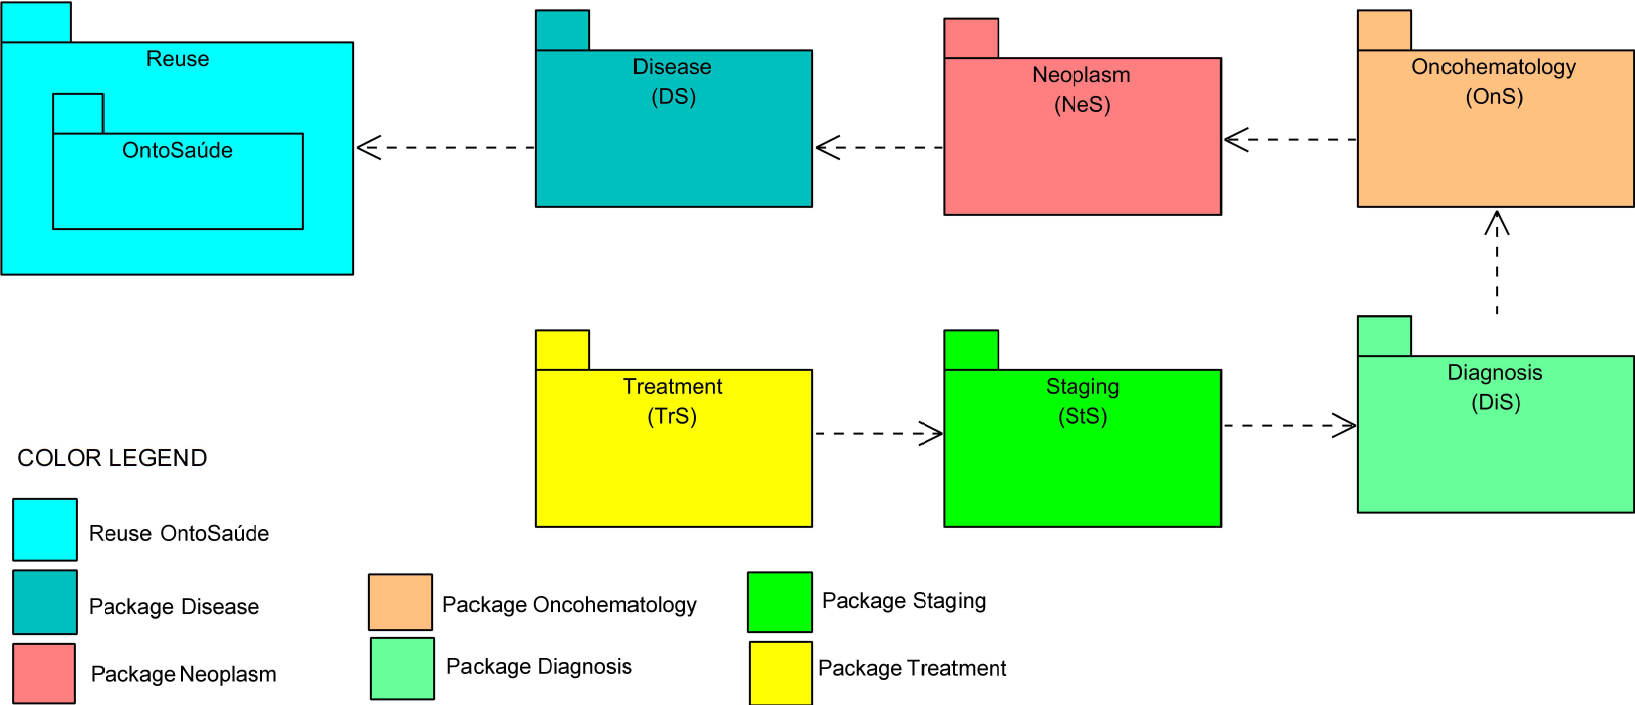 Reuse
OntoSaúde
Disease
(DS)
Neoplasm
(NeS)
Oncohematology
(OnS)
Treatment
(TrS)
Staging
(StS)
Diagnosis
(DiS)
COLOR LEGEND
Reuse OntoSaúde
Package Disease
Package Neoplasm
Package Oncohematology
Package Diagnosis
Package Staging
Package Treatment